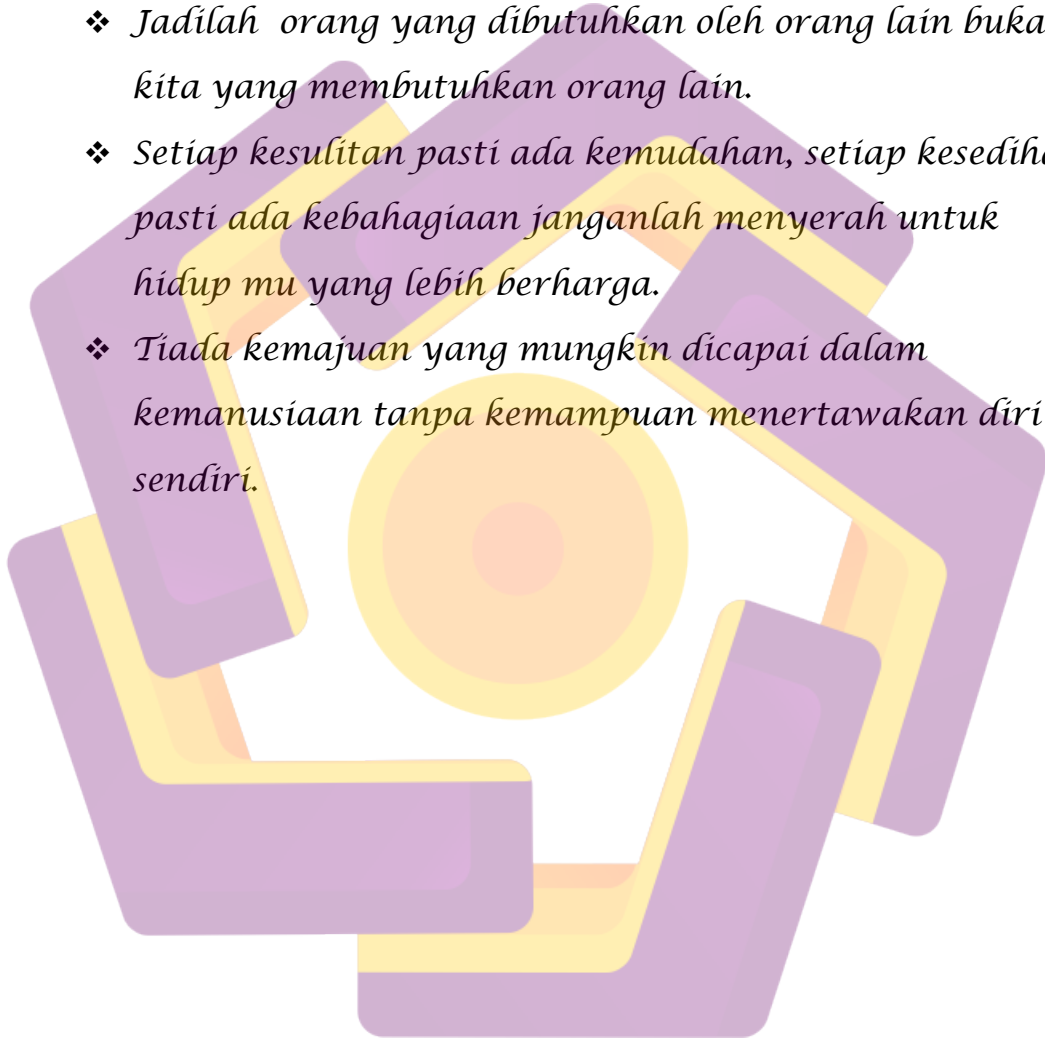 ❖ Jadilah orang yang dibutuhkan oleh orang lain buka
kita yang membutuhkan orang lain.
❖ Setiap kesulitan pasti ada kemudahan, setiap kesediha
pasti ada kebahagiaan janganlah menyerah untuk
hidup mu yang lebih berharga.
❖ Tiada kemajuan yang mungkin dicapai dalam
kemanusiaan tanpa kemampuan menertawakan diri
sendiri.